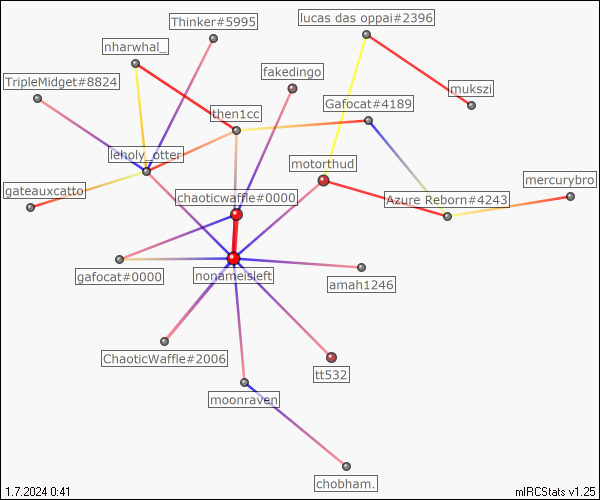 Thinker#5995
lucas das oppai#2396
nharwhal_
fakedingo
TripleMidget#8824
mukszi
Gafocat#4189
then1cc
leholy_otter
motorthud
mercurybro
gateauxcatto
chaoticwaffle#0000
Azure Reborn#4243
gafocat#0000
nonameisleft
amah1246
ChaoticWaffle#2006
tt532
moonraven
chobham.
1.7.2024 0:41
mIRCStats v1.25